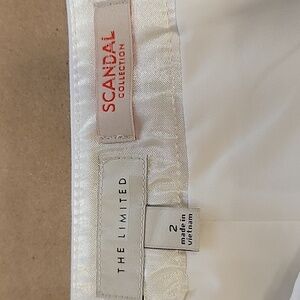 SCANDAL
COLLECTION
THE LIMITED
2
made in
vietnam